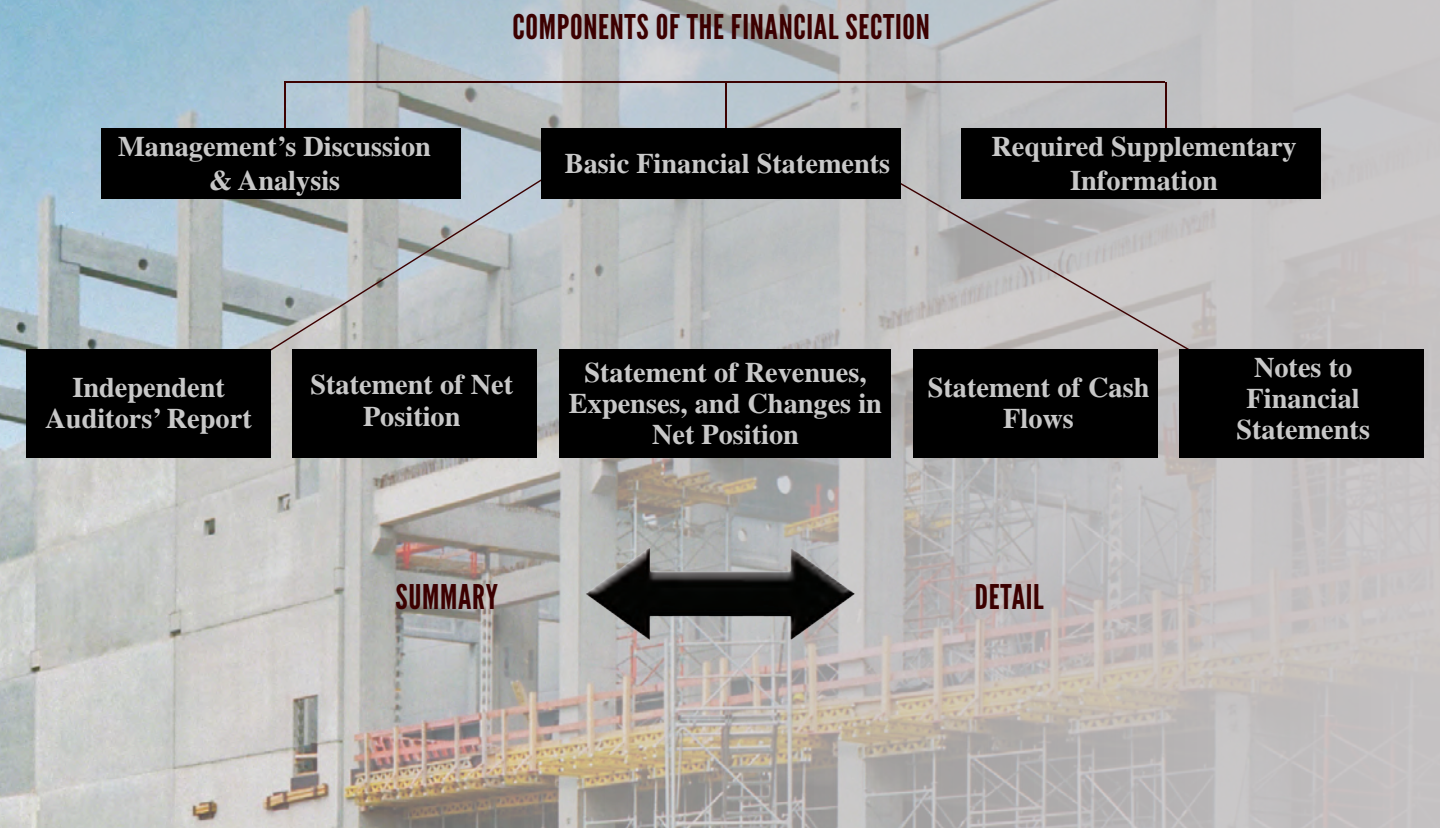 COMPONENTS OF THE FINANCIAL SECTION
Management’s Discussion
& Analysis
Basic Financial Statements
Required Supplementary
Information
Independent
Auditors’ Report
Statement of Net
Position
Statement of Revenues,
Expenses, and Changes in
Net Position
Statement of Cash
Flows
Notes to
Financial
Statements
SUMMARY
DETAIL